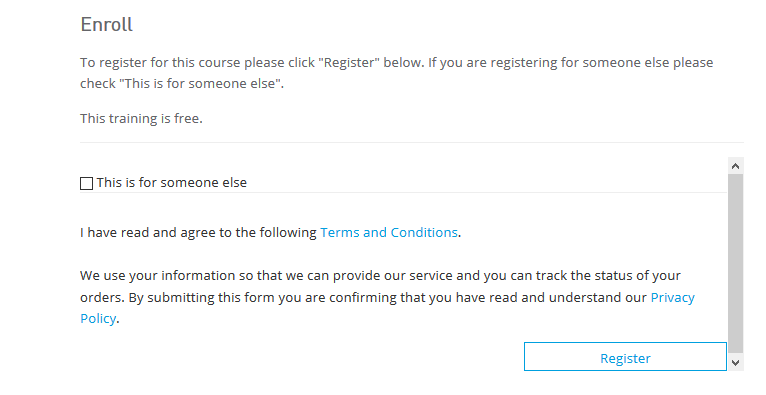 Enroll
To register for this course please click "Register" below. If you are registering for someone else please
check "This is for someone else".
This training is free.
This is for someone else
I have read and agree to the following Terms and Conditions.
We use your information so that we can provide our service and you can track the status of your
orders. By submitting this form you are confirming that you have read and understand our Privacy
Policy.
Register